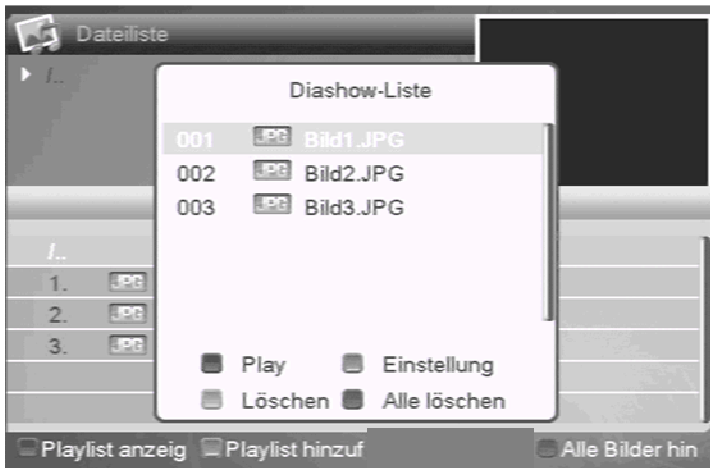 Dateiliste
/..
Diashow-Liste
001 JPG Bild1.JPG
002 JPG Bild2.JPG
003 JPG Bild3.JPG
/..
1. JPG
2. JPG
3. JPG
Play Einstellung
Löschen Alle löschen
Playlist anzeig Playlist hinzuf Alle Bilder hin